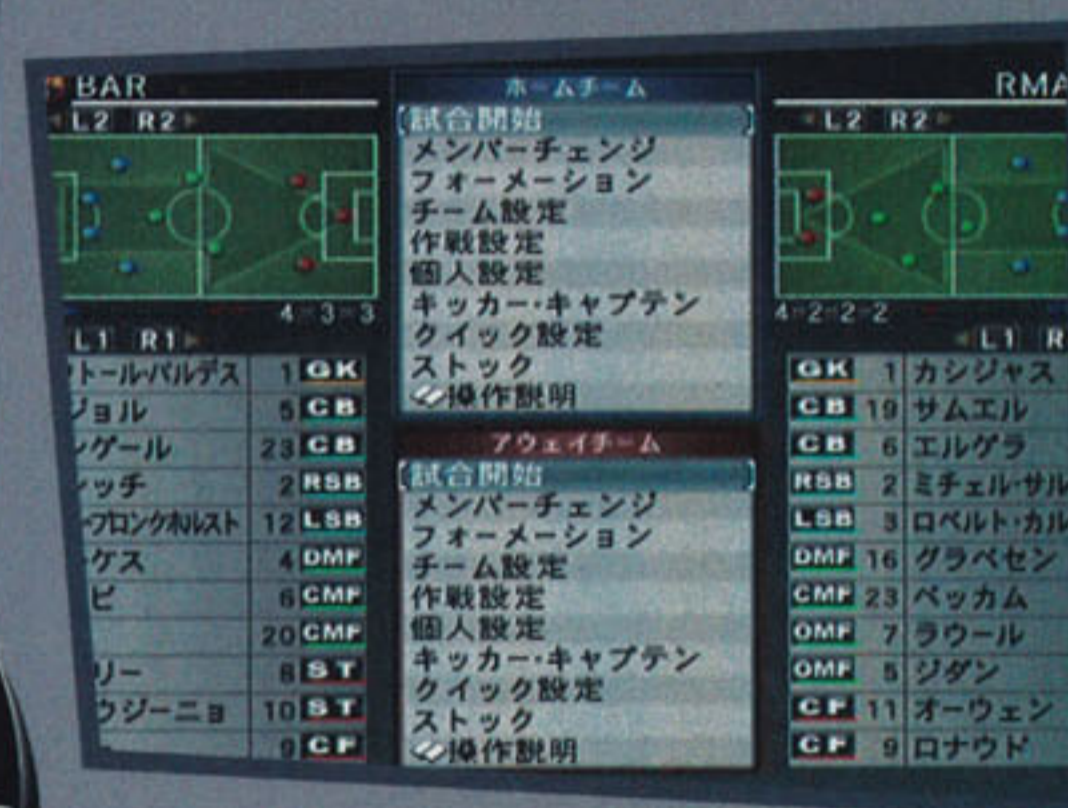 BAR
L2 R2
4-3-3
L1 R1
トール・バルデス 1 GK
ジョル 5 CB
ゲール 23 CB
ッチ 2 RSB
ブロンクホルスト 12 LSB
ケス 4 DMF
ビ 6 CMF
20 CMF
リー 8 ST
ウジーニョ 10 ST
9 CF
ホームチーム
試合開始
メンバーチェンジ
フォーメーション
チーム設定
作戦設定
個人設定
キッカー・キャプテン
クイック設定
ストック
操作説明
アウェイチーム
試合開始
メンバーチェンジ
フォーメーション
チーム設定
作戦設定
個人設定
キッカー・キャプテン
クイック設定
ストック
操作説明
RMA
L2 R2
4-2-2-2
L1 R
GK 1 カシジャス
CB 19 サムエル
CB 6 エルゲラ
RSB 2 ミチェル・サル
LSB 3 ロベルト・カル
DMF 16 グラベセン
CMF 23 ベッカム
OMF 7 ラウール
OMF 5 ジダン
CF 11 オーウェン
CF 9 ロナウド